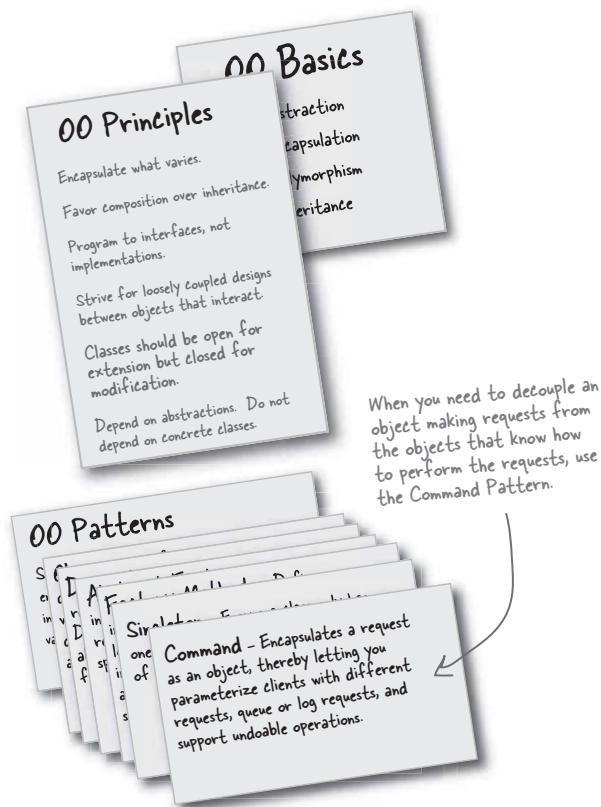 OO Basics
straction
capsulation
lymorphism
eritance
OO Principles
Encapsulate what varies.
Favor composition over inheritance.
Program to interfaces, not
implementations.
Strive for loosely coupled designs
between objects that interact.
Classes should be open for
extension but closed for
modification.
Depend on abstractions. Do not
depend on concrete classes.
When you need to decouple an
object making requests from
the objects that know how
to perform the requests, use
the Command Pattern.
OO Patterns
Command - Encapsulates a request
as an object, thereby letting you
parameterize clients with different
requests, queue or log requests, and
support undoable operations.